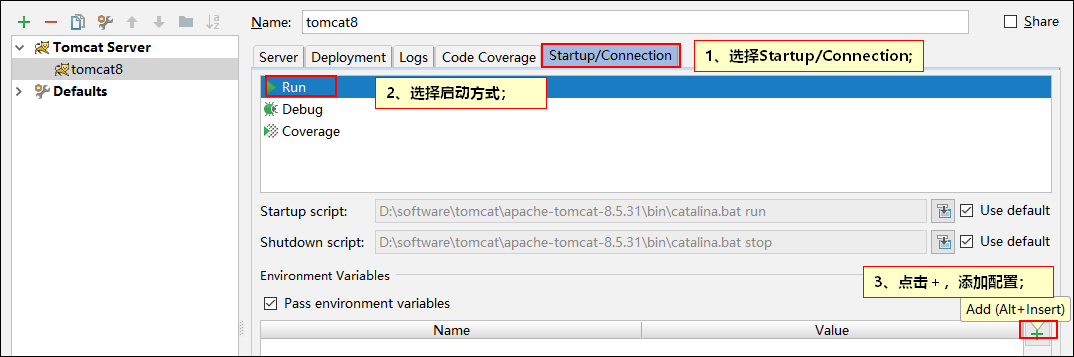 Name: tomcat8 Share
Tomcat Server
tomcat8
Defaults
Server Deployment Logs Code Coverage Startup/Connection
1、选择Startup/Connection;
Run
2、选择启动方式；
Debug
Coverage
Startup script: D:\software\tomcat\apache-tomcat-8.5.31\bin\catalina.bat run Use default
Shutdown script: D:\software\tomcat\apache-tomcat-8.5.31\bin\catalina.bat stop Use default
Environment Variables
3、点击+，添加配置；
Pass environment variables
Add (Alt+Insert)
Name Value